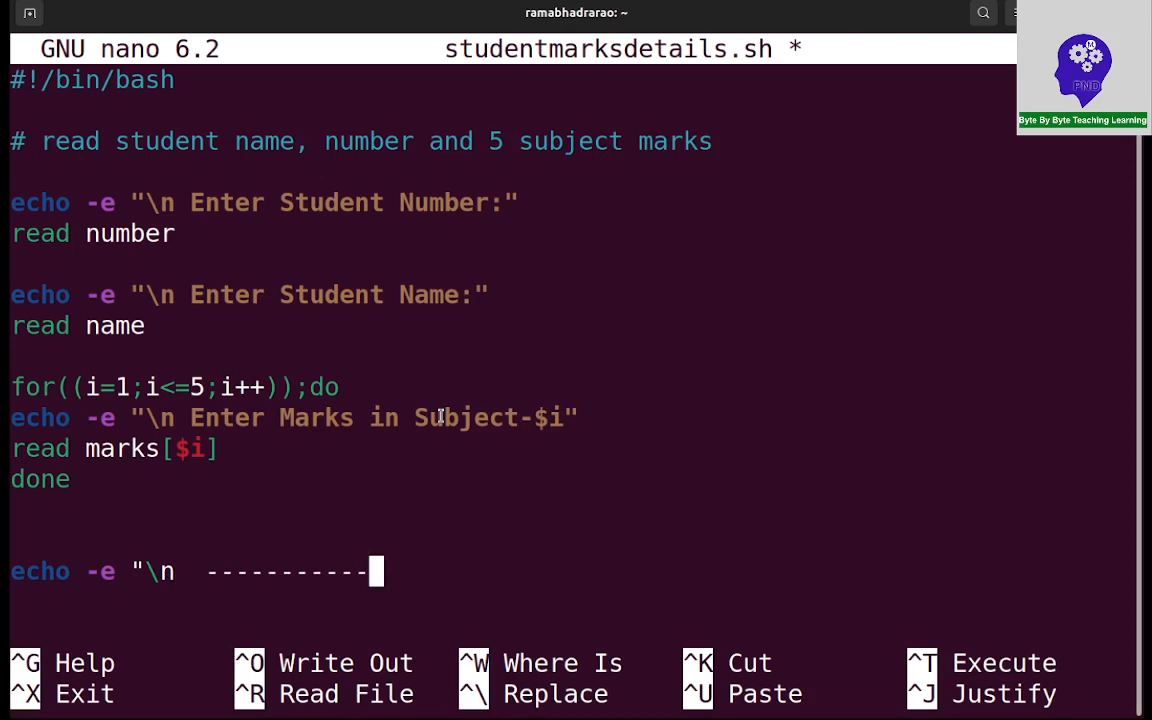 ramabhadrarao: ~
GNU nano 6.2 studentmarksdetails.sh *
#!/bin/bash
# read student name, number and 5 subject marks
echo -e "\n Enter Student Number:"
read number
echo -e "\n Enter Student Name:"
read name
for((i=1;i<=5;i++));do
echo -e "\n Enter Marks in Subject-$i"
read marks[$i]
done
echo -e "\n  -----------
^G Help ^O Write Out ^W Where Is ^K Cut ^T Execute
^X Exit ^R Read File ^\ Replace ^U Paste ^J Justify
PND
Byte By Byte Teaching Learning